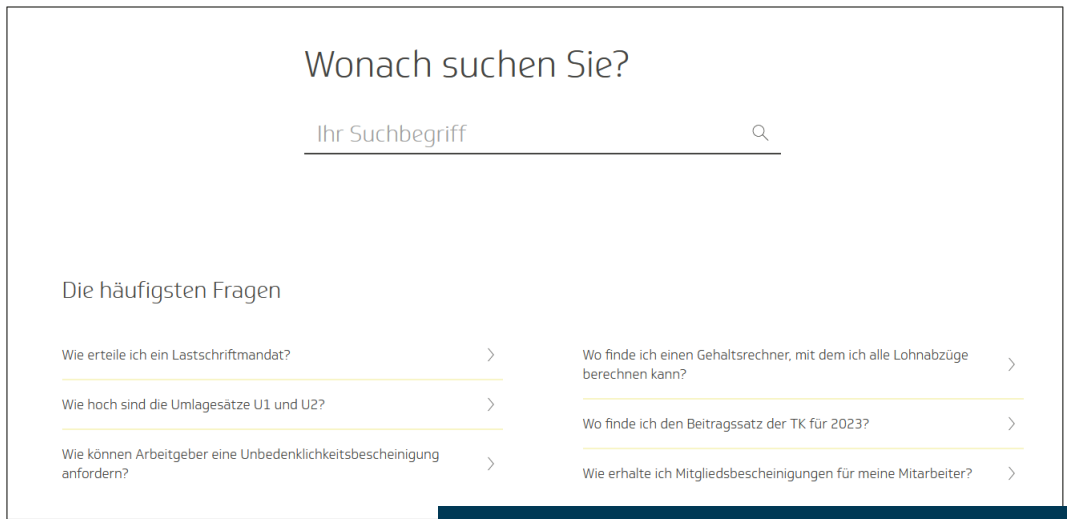 Wonach suchen Sie?
Ihr Suchbegriff
Die häufigsten Fragen
Wie erteile ich ein Lastschriftmandat?
Wie hoch sind die Umlagesätze U1 und U2?
Wie können Arbeitgeber eine Unbedenklichkeitsbescheinigung
anfordern?
Wo finde ich einen Gehaltsrechner, mit dem ich alle Lohnabzüge
berechnen kann?
Wo finde ich den Beitragssatz der TK für 2023?
Wie erhalte ich Mitgliedsbescheinigungen für meine Mitarbeiter?